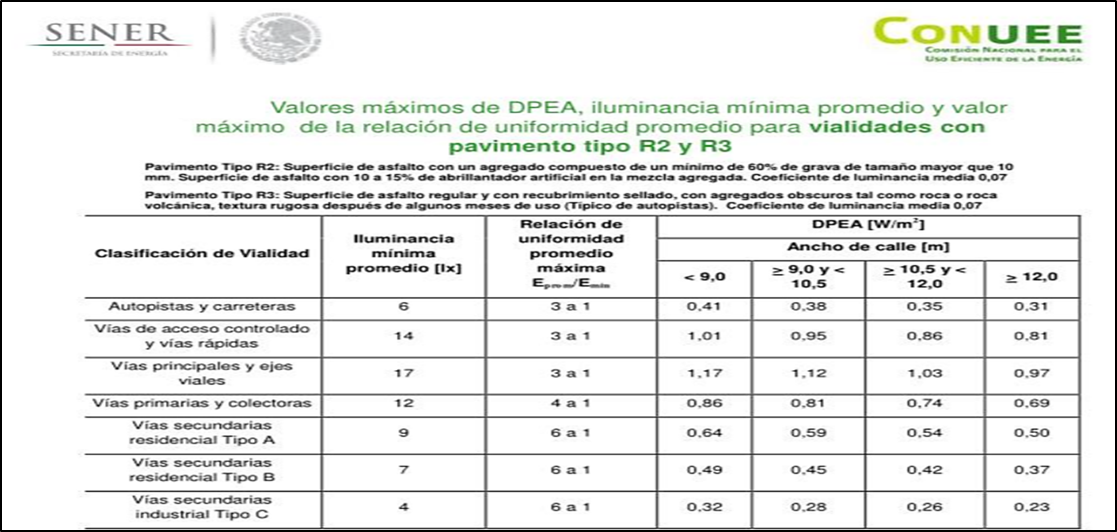 SENER
SECRETARÍA DE ENERGÍA
CONUEE
COMISIÓN NACIONAL PARA EL
USO EFICIENTE DE LA ENERGÍA
Valores máximos de DPEA, iluminancia mínima promedio y valor
máximo de la relación de uniformidad promedio para vialidades con
pavimento tipo R2 y R3
Pavimento Tipo R2: Superficie de asfalto con un agregado compuesto de un mínimo de 60% de grava de tamaño mayor que 10
mm. Superficie de asfalto con 10 a 15% de abrillantador artificial en la mezcla agregada. Coeficiente de luminancia media 0,07
Pavimento Tipo R3: Superficie de asfalto regular y con recubrimiento sellado, con agregados obscuros tal como roca o roca
volcánica, textura rugosa después de algunos meses de uso (Típico de autopistas). Coeficiente de luminancia media 0,07
Clasificación de Vialidad
Iluminancia
mínima
promedio [lx]
Relación de
uniformidad
promedio
máxima
Eprom/Emin
DPEA [W/m²]
Ancho de calle [m]
< 9,0
≥ 9,0 y <
10,5
≥ 10,5 y <
12,0
≥ 12,0
Autopistas y carreteras 6 3 a 1 0,41 0,38 0,35 0,31
Vías de acceso controlado
y vías rápidas 14 3 a 1 1,01 0,95 0,86 0,81
Vías principales y ejes
viales 17 3 a 1 1,17 1,12 1,03 0,97
Vías primarias y colectoras 12 4 a 1 0,86 0,81 0,74 0,69
Vías secundarias
residencial Tipo A 9 6 a 1 0,64 0,59 0,54 0,50
Vías secundarias
residencial Tipo B 7 6 a 1 0,49 0,45 0,42 0,37
Vías secundarias
industrial Tipo C 4 6 a 1 0,32 0,28 0,26 0,23